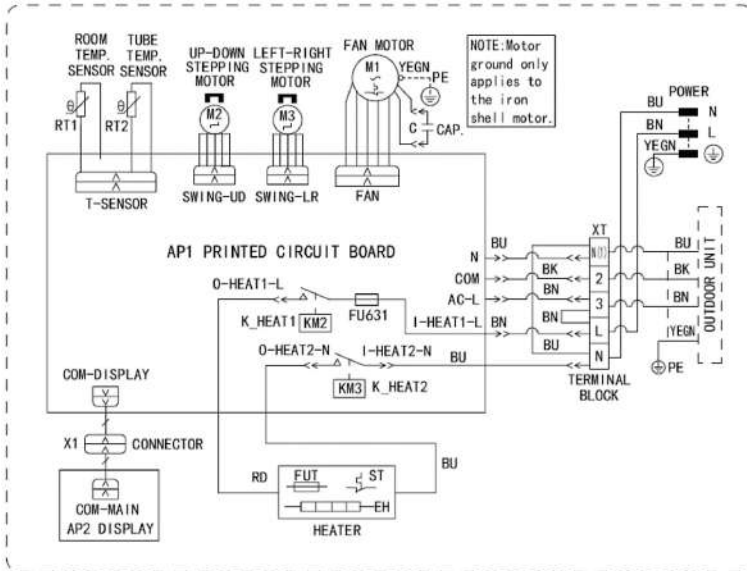 ROOM TEMP. SENSOR
TUBE TEMP. SENSOR
UP-DOWN STEPPING MOTOR
LEFT-RIGHT STEPPING MOTOR
FAN MOTOR
NOTE:Motor
ground only
applies to
the iron
shell motor.
θ
RT1
θ
RT2
M2
M3
M1
YEGN
PE
C
CAP.
POWER
BU
N
BN
L
YEGN
T-SENSOR
SWING-UD
SWING-LR
FAN
AP1 PRINTED CIRCUIT BOARD
XT
N
BU
N(1)
BU
COM
BK
2
BK
AC-L
BN
3
BN
O-HEAT1-L
FU631
K_HEAT1
KM2
I-HEAT1-L
BN
BN
L
YEGN
O-HEAT2-N
I-HEAT2-N
BU
BU
N
PE
KM3
K_HEAT2
TERMINAL
BLOCK
OUTDOOR UNIT
COM-DISPLAY
X1
CONNECTOR
COM-MAIN
AP2 DISPLAY
RD
FUT
ST
EH
BU
HEATER